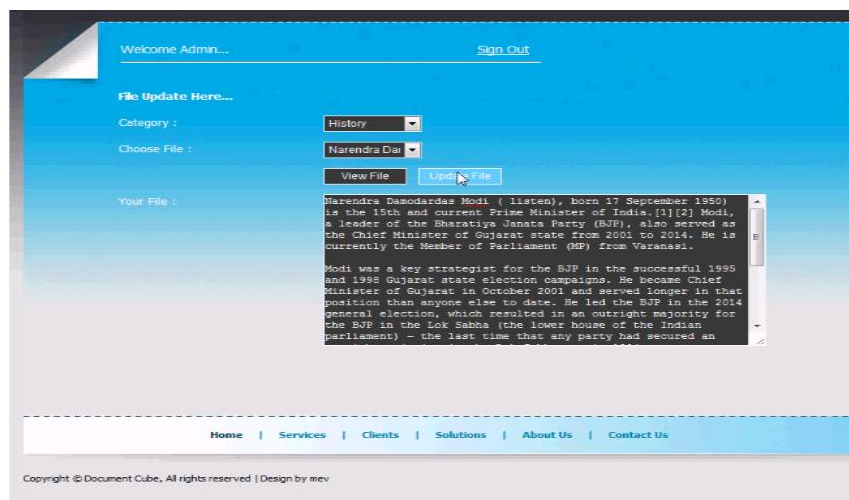 Welcome Admin...
Sign Out
File Update Here...
Category :
History
Choose File :
Narendra Dar
View File
Update File
Your File :
Narendra Damodardas Modi ( listen), born 17 September 1950)
is the 15th and current Prime Minister of India.[1][2] Modi,
a leader of the Bharatiya Janata Party (BJP), also served as
the Chief Minister of Gujarat state from 2001 to 2014. He is
currently the Member of Parliament (MP) from Varanasi.
Modi was a key strategist for the BJP in the successful 1995
and 1998 Gujarat state election campaigns. He became Chief
Minister of Gujarat in October 2001 and served longer in that
position than anyone else to date. He led the BJP in the 2014
general election, which resulted in an outright majority for
the BJP in the Lok Sabha (the lower house of the Indian
parliament) – the last time that any party had secured an
Home | Services | Clients | Solutions | About Us | Contact Us
Copyright © Document Cube, All rights reserved | Design by mev